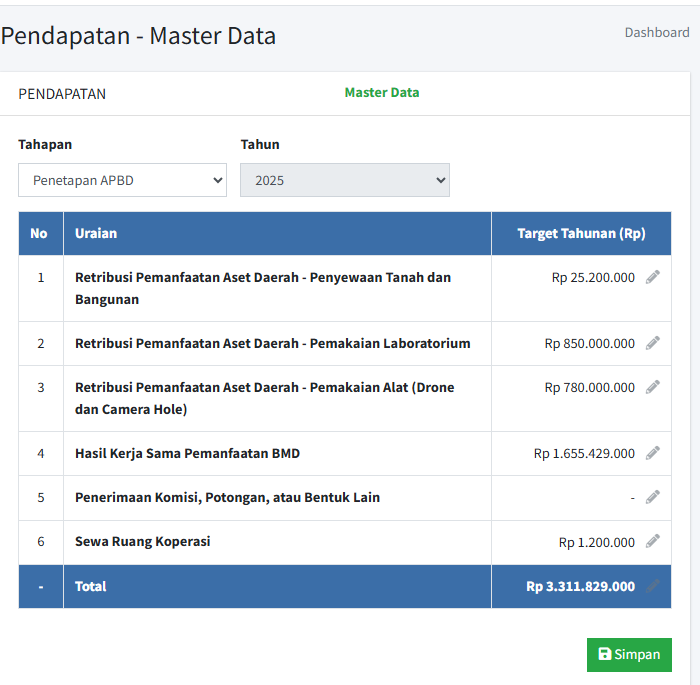 Pendapatan - Master Data
Dashboard
PENDAPATAN
Master Data
Tahapan
Tahun
Penetapan APBD
2025
No
Uraian
Target Tahunan (Rp)
1
Retribusi Pemanfaatan Aset Daerah - Penyewaan Tanah dan
Bangunan
Rp 25.200.000
2
Retribusi Pemanfaatan Aset Daerah - Pemakaian Laboratorium
Rp 850.000.000
3
Retribusi Pemanfaatan Aset Daerah - Pemakaian Alat (Drone
dan Camera Hole)
Rp 780.000.000
4
Hasil Kerja Sama Pemanfaatan BMD
Rp 1.655.429.000
5
Penerimaan Komisi, Potongan, atau Bentuk Lain
-
6
Sewa Ruang Koperasi
Rp 1.200.000
-
Total
Rp 3.311.829.000
Simpan